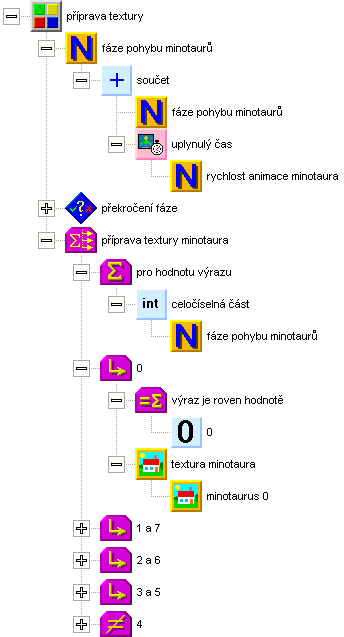 příprava textury
N fáze pohybu minotaurů
+ součet
N fáze pohybu minotaurů
uplynulý čas
N rychlost animace minotaura
? překročení fáze
Σ příprava textury minotaura
Σ pro hodnotu výrazu
int celočíselná část
N fáze pohybu minotaurů
0
=Σ výraz je roven hodnotě
0 0
textura minotaura
minotaurus 0
1 a 7
2 a 6
3 a 5
≠ 4